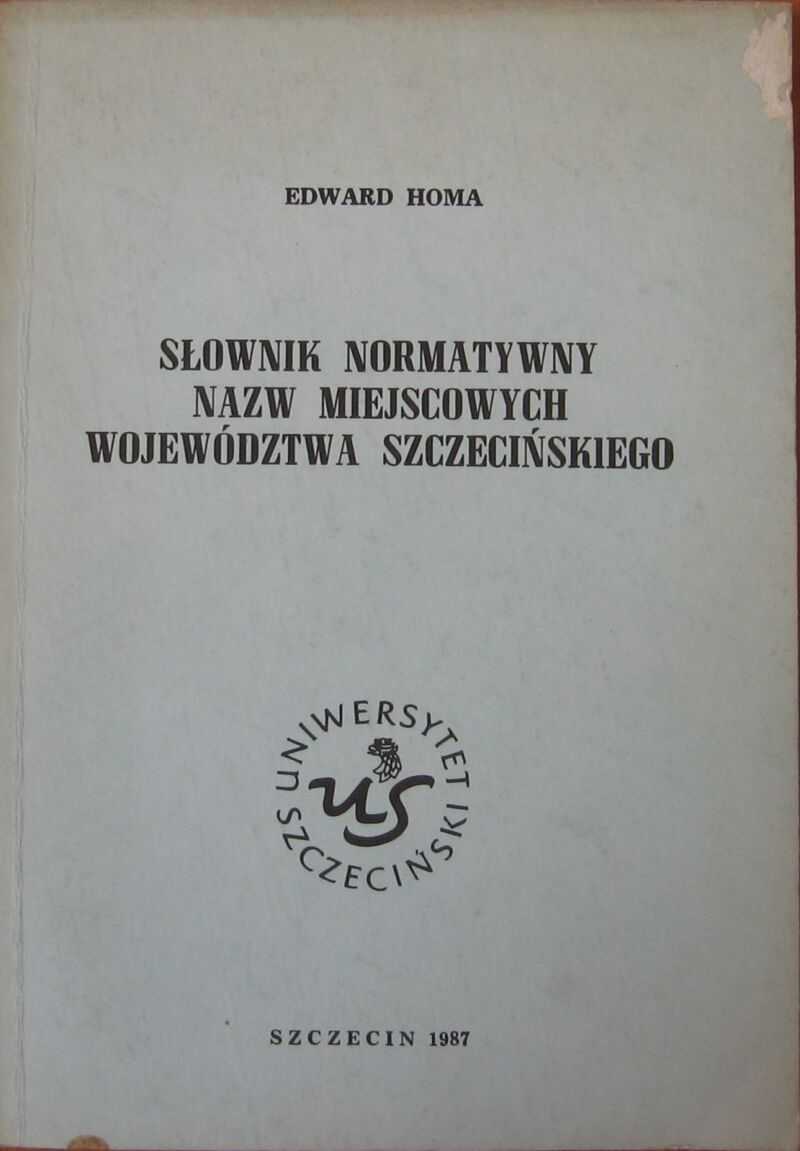 EDWARD HOMA
SŁOWNIK NORMATYWNY
NAZW MIEJSCOWYCH
WOJEWÓDZTWA SZCZECIŃSKIEGO
UNIWERSYTET
SZCZECIŃSKI
US
SZCZECIN 1987